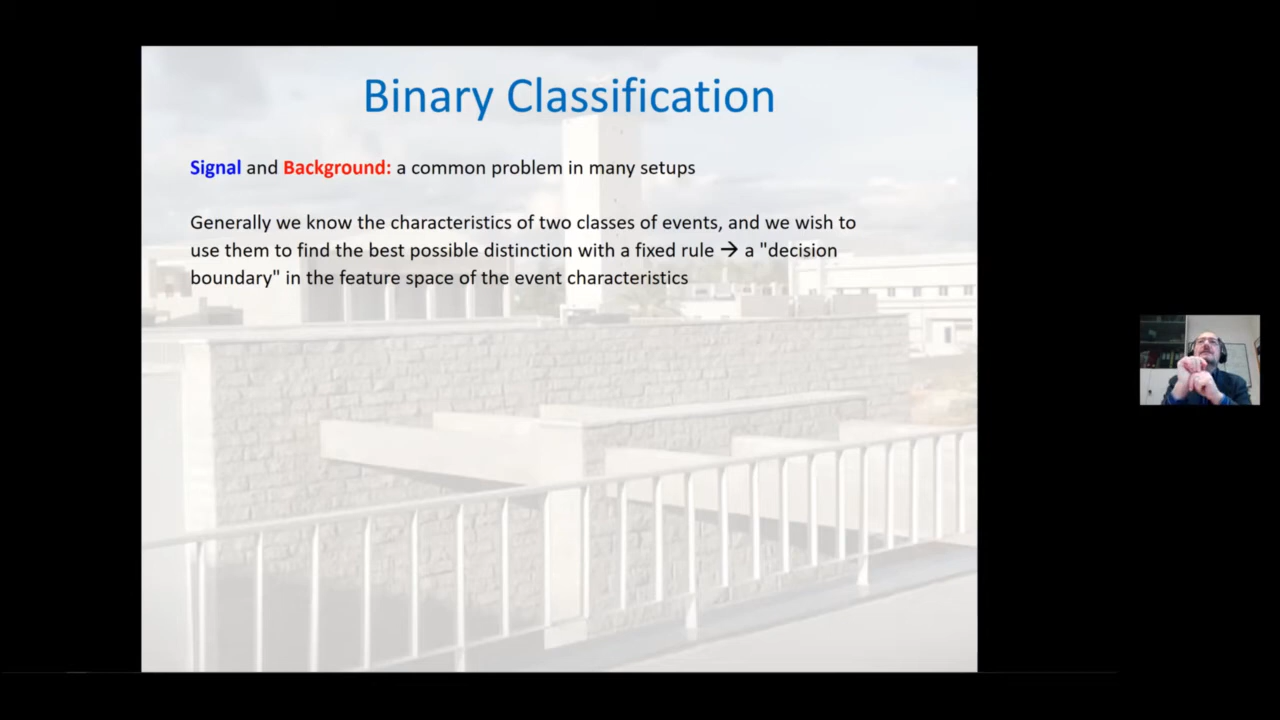 Binary Classification
Signal and Background: a common problem in many setups
Generally we know the characteristics of two classes of events, and we wish to
use them to find the best possible distinction with a fixed rule → a "decision
boundary" in the feature space of the event characteristics